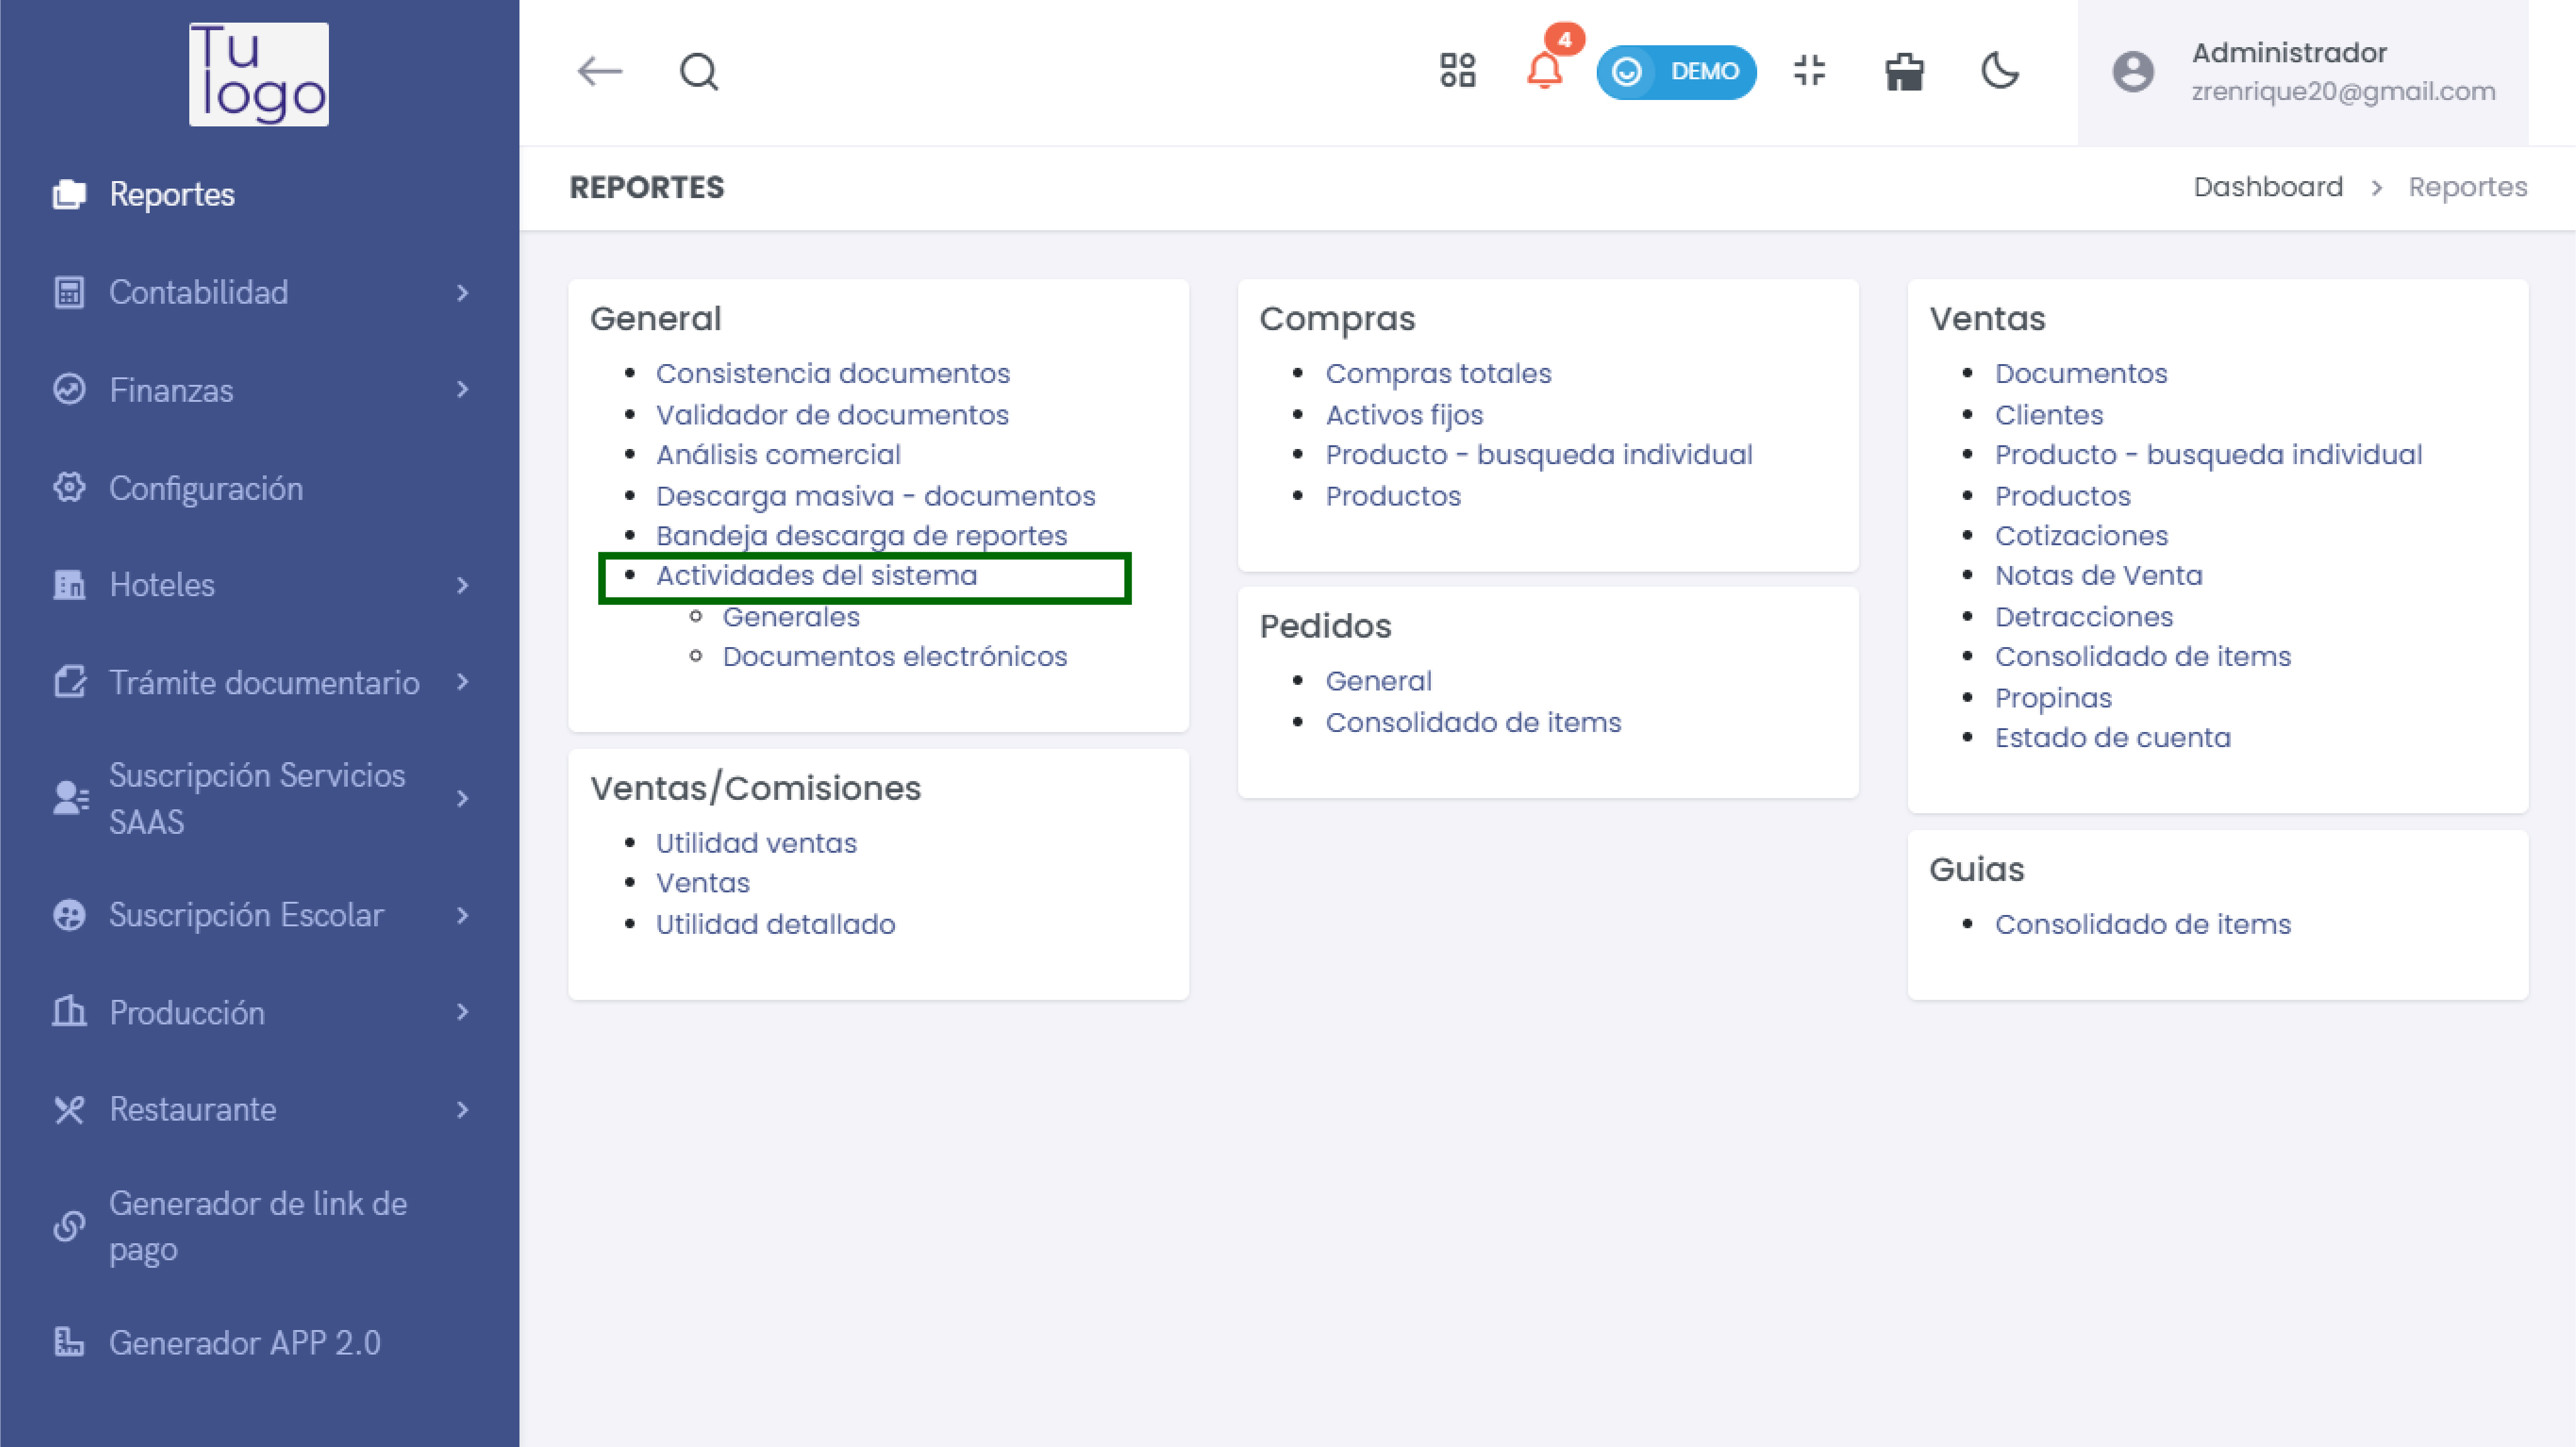 Tu
logo
Reportes
Contabilidad
Finanzas
Configuración
Hoteles
Trámite documentario
Suscripción Servicios
SAAS
Suscripción Escolar
Producción
Restaurante
Generador de link de
pago
Generador APP 2.0
4
DEMO
Administrador
zrenrique20@gmail.com
REPORTES
Dashboard > Reportes
General
Consistencia documentos
Validador de documentos
Análisis comercial
Descarga masiva - documentos
Bandeja descarga de reportes
Actividades del sistema
Generales
Documentos electrónicos
Ventas/Comisiones
Utilidad ventas
Ventas
Utilidad detallado
Compras
Compras totales
Activos fijos
Producto - busqueda individual
Productos
Pedidos
General
Consolidado de items
Ventas
Documentos
Clientes
Producto - busqueda individual
Productos
Cotizaciones
Notas de Venta
Detracciones
Consolidado de items
Propinas
Estado de cuenta
Guias
Consolidado de items